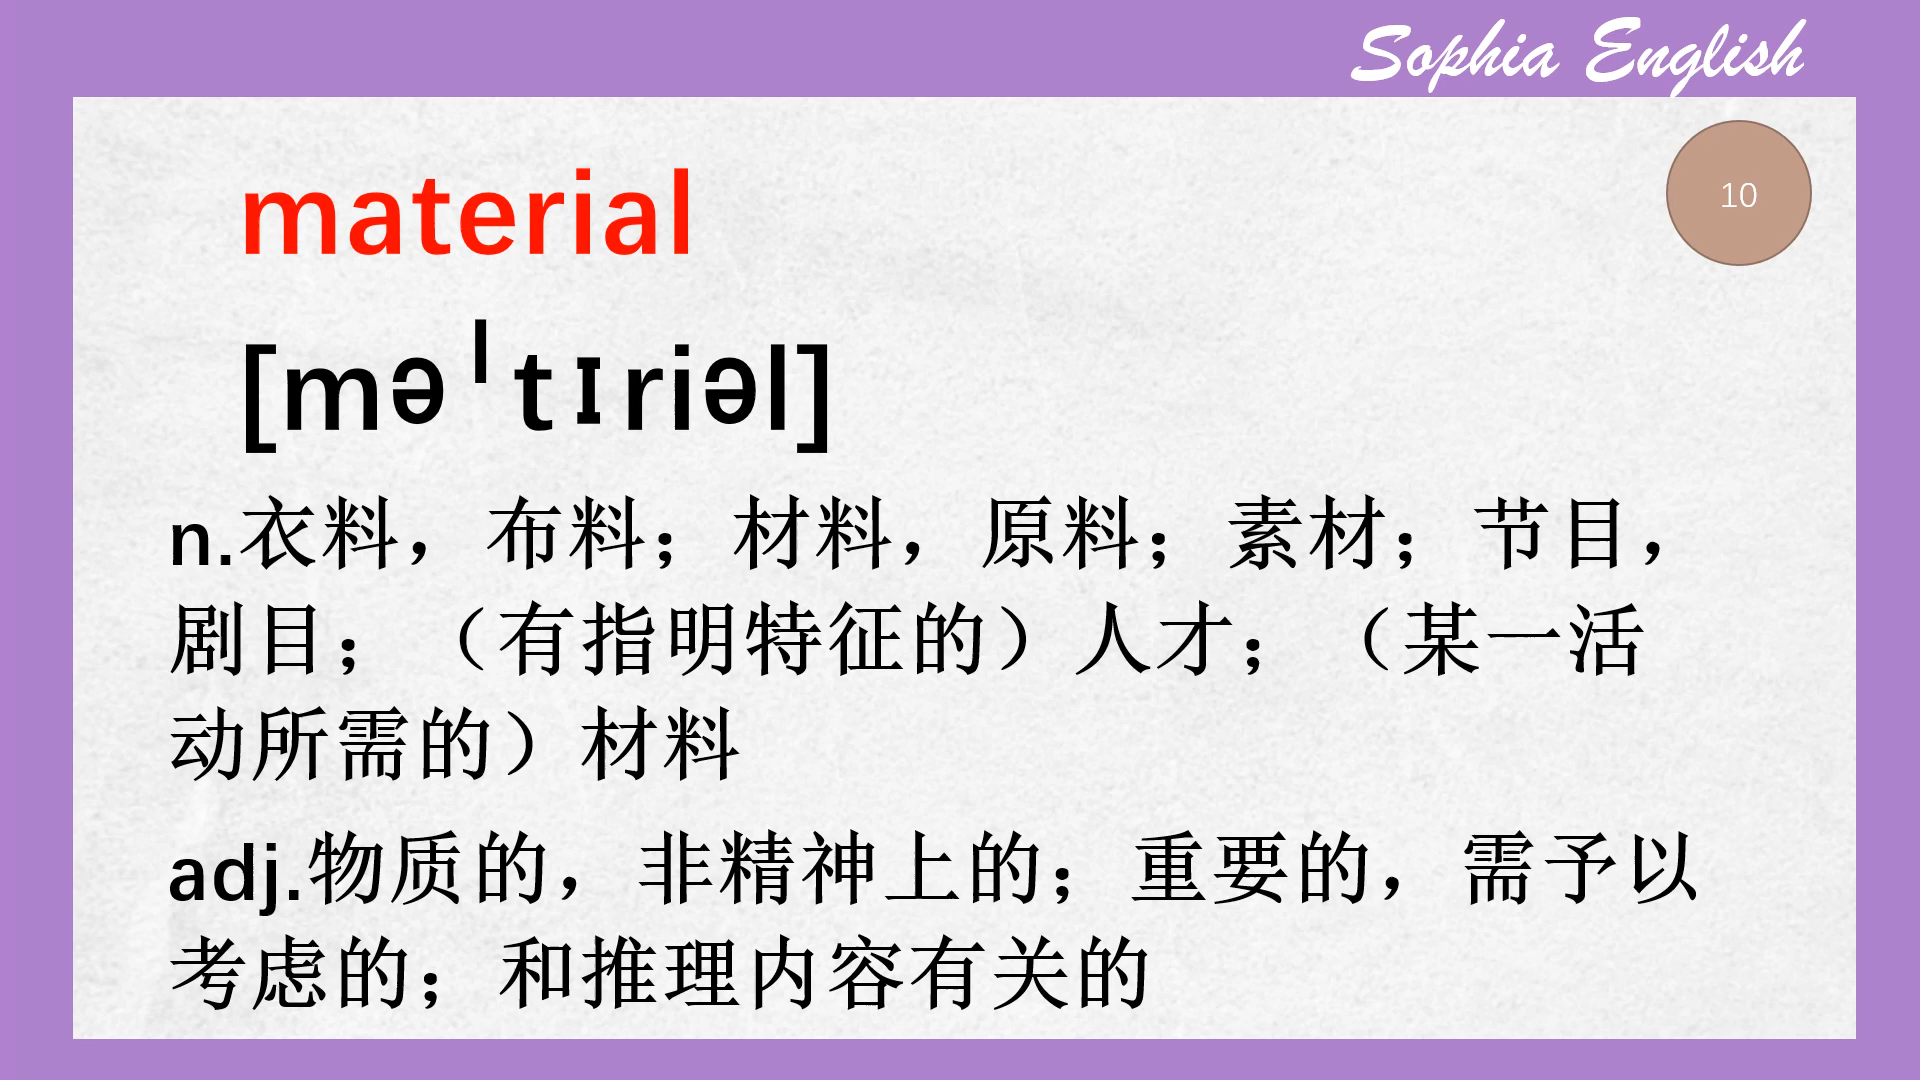 Sophia English
10
material
[məˈtɪriəl]
n.衣料，布料；材料，原料；素材；节目，
剧目；（有指明特征的）人才；（某一活
动所需的）材料
adj.物质的，非精神上的；重要的，需予以
考虑的；和推理内容有关的